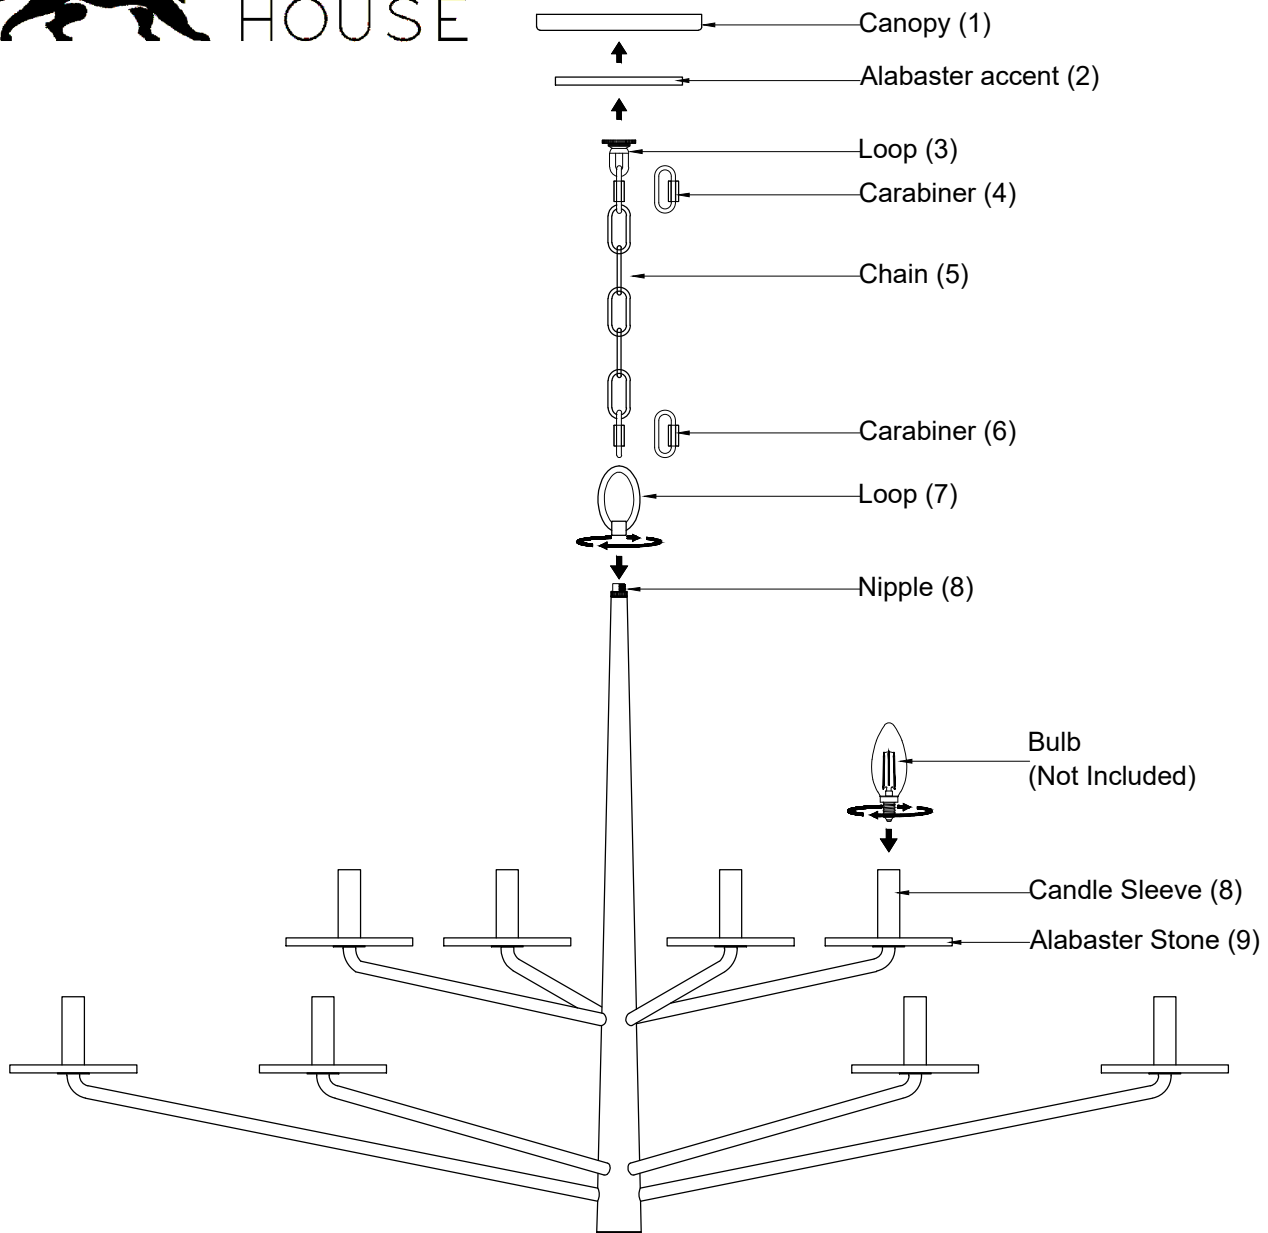 HOUSE
Canopy (1)
Alabaster accent (2)
Loop (3)
Carabiner (4)
Chain (5)
Carabiner (6)
Loop (7)
Nipple (8)
Bulb
(Not Included)
Candle Sleeve (8)
Alabaster Stone (9)